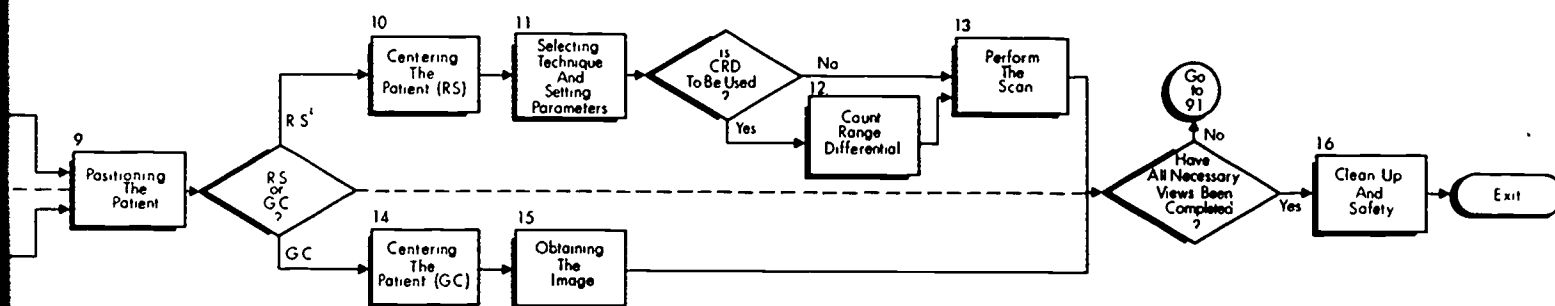 9
Positioning
The
Patient
RS
or
GC
?
RS
GC
10
Centering
The
Patient (RS)
11
Selecting
Technique
And
Setting
Parameters
Is
CRD
To Be Used
?
No
Yes
12.
Count
Range
Differential
13
Perform
The
Scan
14
Centering
The
Patient (GC)
15
Obtaining
The
Image
Go
to
91
No
Have
All Necessary
Views Been
Completed
?
Yes
16
Clean Up
And
Safety
Exit